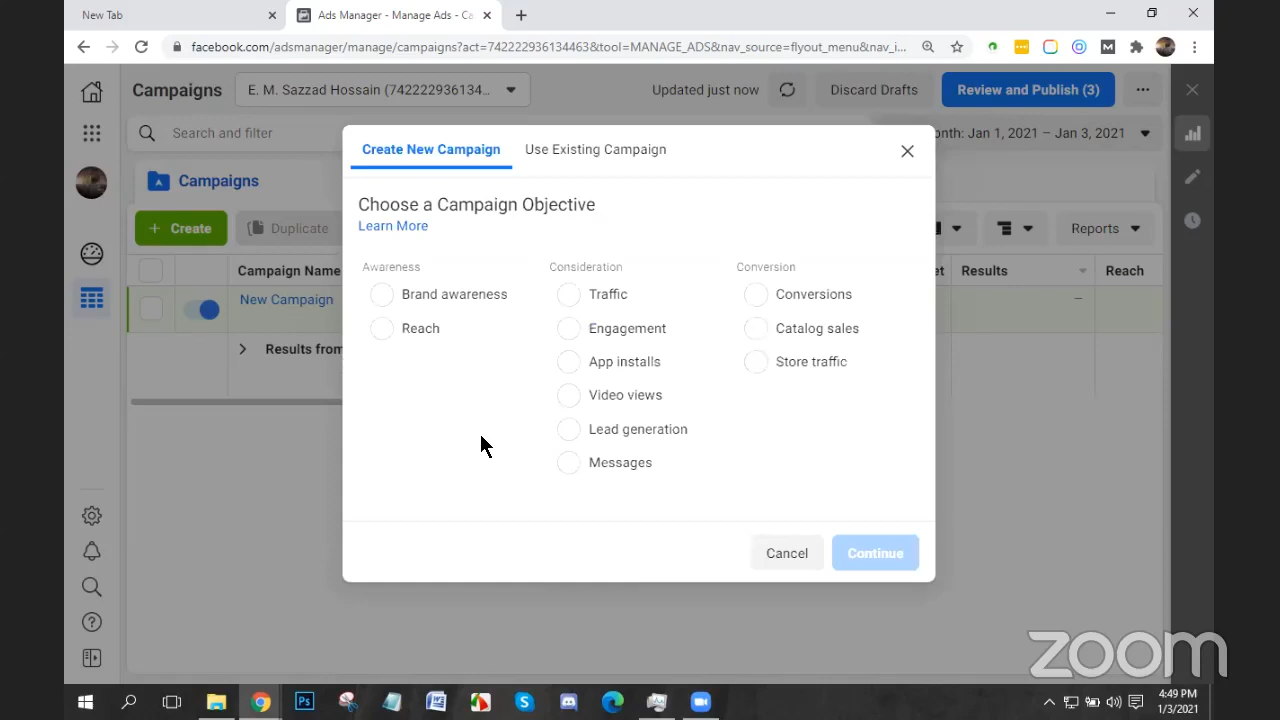 New Tab
Ads Manager - Manage Ads - Ca
facebook.com/adsmanager/manage/campaigns?act=742222936134463&tool=MANAGE_ADS&nav_source=flyout_menu&nav_i...
Campaigns
E. M. Sazzad Hossain (742222936134...
Updated just now
Discard Drafts
Review and Publish (3)
Search and filter
onth: Jan 1, 2021 – Jan 3, 2021
Campaigns
+ Create
Duplicate
Reports
Campaign Name
Results
Reach
New Campaign
Results from
Create New Campaign
Use Existing Campaign
Choose a Campaign Objective
Learn More
Awareness
Brand awareness
Reach
Consideration
Traffic
Engagement
App installs
Video views
Lead generation
Messages
Conversion
Conversions
Catalog sales
Store traffic
Cancel
Continue
zoom
4:49 PM
1/3/2021